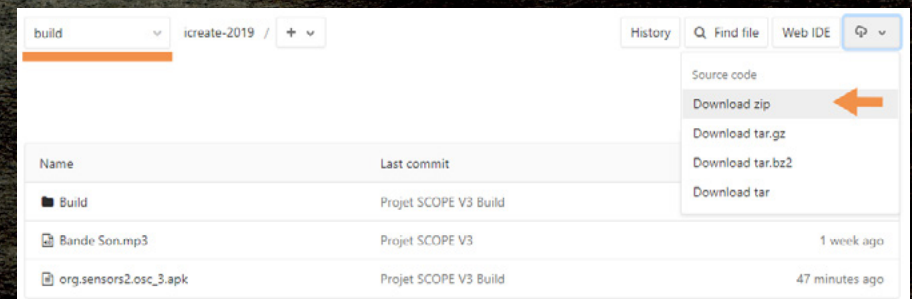 build icreate-2019 / + History Find file Web IDE
Source code
Download zip
Download tar.gz
Download tar.bz2
Download tar
Name Last commit
Build Projet SCOPE V3 Build
Bande Son.mp3 Projet SCOPE V3 1 week ago
org.sensors2.osc_3.apk Projet SCOPE V3 Build 47 minutes ago